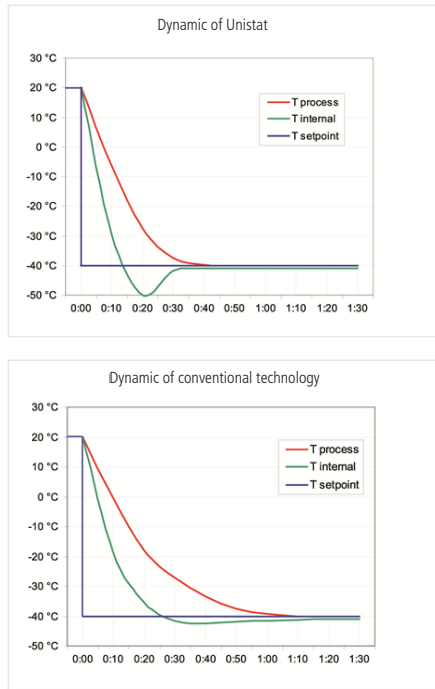 Dynamic of Unistat
30 °C
20 °C
10 °C
0 °C
-10 °C
-20 °C
-30 °C
-40 °C
-50 °C
T process
T internal
T setpoint
0:00 0:10 0:20 0:30 0:40 0:50 1:00 1:10 1:20 1:30
Dynamic of conventional technology
30 °C
20 °C
10 °C
0 °C
-10 °C
-20 °C
-30 °C
-40 °C
-50 °C
T process
T internal
T setpoint
0:00 0:10 0:20 0:30 0:40 0:50 1:00 1:10 1:20 1:30